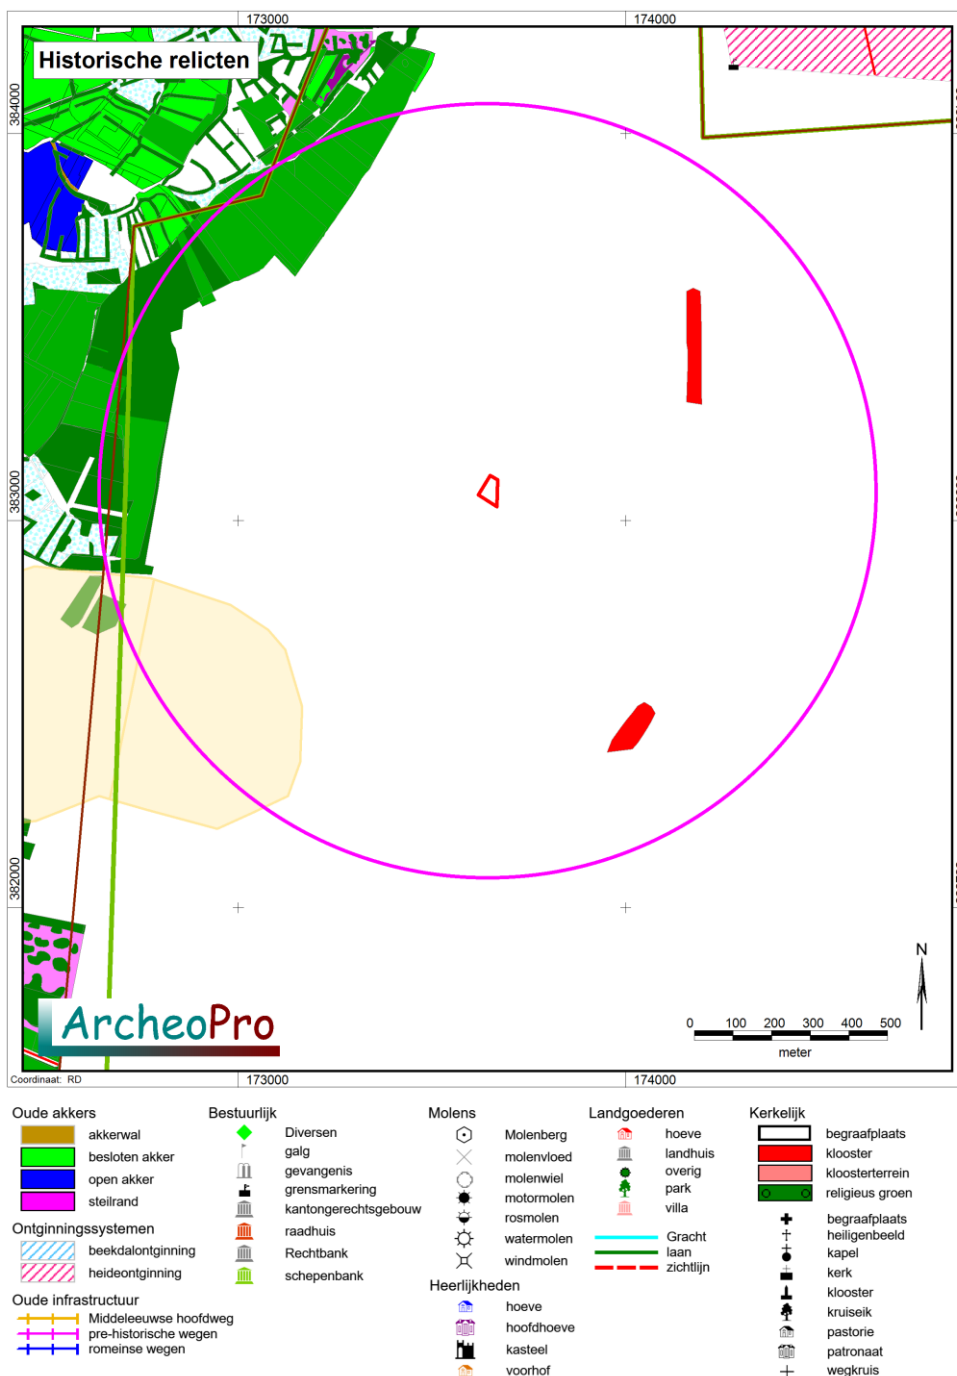 173000
174000
Historische relicten
384000
383000
382000
N
0 100 200 300 400 500
meter
ArcheoPro
Coordinaat: RD
173000
174000
Oude akkers
akkerwal
besloten akker
open akker
steilrand
Ontginningssystemen
beekdalontginning
heideontginning
Oude infrastructuur
Middeleeuwse hoofdweg
pre-historische wegen
romeinse wegen
Bestuurlijk
Diversen
galg
gevangenis
grensmarkering
kantongerechtsgebouw
raadhuis
Rechtbank
schepenbank
Molens
Molenberg
molenvloed
molenwiel
motormolen
rosmolen
watermolen
windmolen
Heerlijkheden
hoeve
hoofdhoeve
kasteel
voorhof
Landgoederen
hoeve
landhuis
overig
park
villa
Gracht
laan
zichtlijn
Kerkelijk
begraafplaats
klooster
kloosterterrein
religieus groen
begraafplaats
heiligenbeeld
kapel
kerk
klooster
kruiseik
pastorie
patronaat
wegkruis